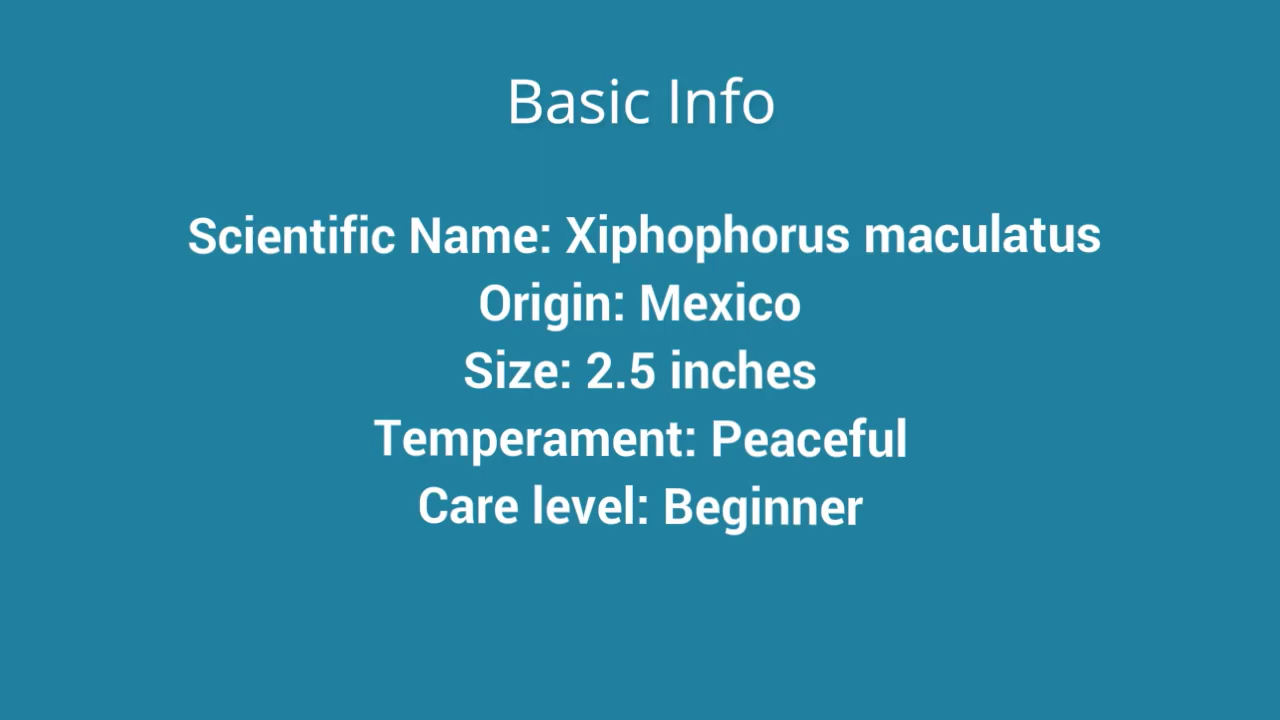 Basic Info
Scientific Name: Xiphophorus maculatus
Origin: Mexico
Size: 2.5 inches
Temperament: Peaceful
Care level: Beginner